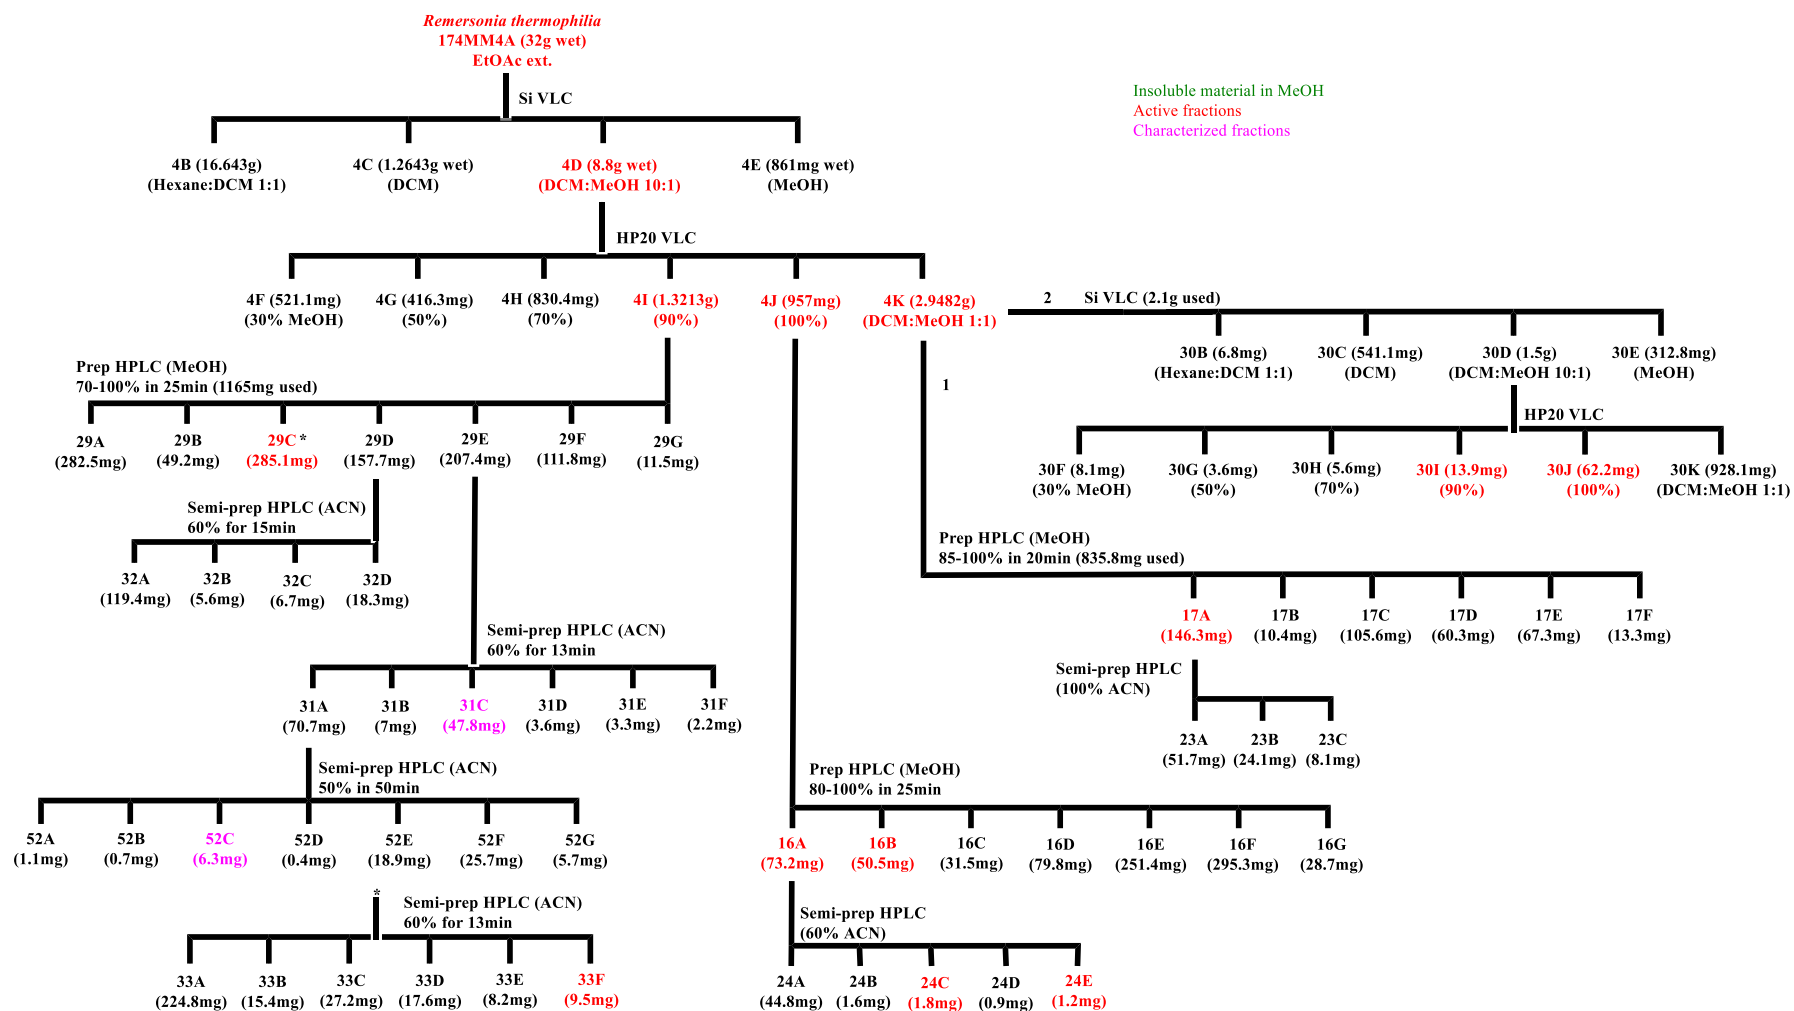 Remersonia thermophilia
174MM4A (32g wet)
EtOAc ext.
Si VLC
Insoluble material in MeOH
Active fractions
Characterized fractions
4B (16.643g)
(Hexane:DCM 1:1)
4C (1.2643g wet)
(DCM)
4D (8.8g wet)
(DCM:MeOH 10:1)
4E (861mg wet)
(MeOH)
HP20 VLC
4F (521.1mg)
(30% MeOH)
4G (416.3mg)
(50%)
4H (830.4mg)
(70%)
4I (1.3213g)
(90%)
4J (957mg)
(100%)
4K (2.9482g)
(DCM:MeOH 1:1)
2
Si VLC (2.1g used)
30B (6.8mg)
(Hexane:DCM 1:1)
30C (541.1mg)
(DCM)
30D (1.5g)
(DCM:MeOH 10:1)
30E (312.8mg)
(MeOH)
HP20 VLC
30F (8.1mg)
(30% MeOH)
30G (3.6mg)
(50%)
30H (5.6mg)
(70%)
30I (13.9mg)
(90%)
30J (62.2mg)
(100%)
30K (928.1mg)
(DCM:MeOH 1:1)
Prep HPLC (MeOH)
70-100% in 25min (1165mg used)
29A
(282.5mg)
29B
(49.2mg)
29C *
(285.1mg)
29D
(157.7mg)
29E
(207.4mg)
29F
(111.8mg)
29G
(11.5mg)
1
Prep HPLC (MeOH)
85-100% in 20min (835.8mg used)
17A
(146.3mg)
17B
(10.4mg)
17C
(105.6mg)
17D
(60.3mg)
17E
(67.3mg)
17F
(13.3mg)
Semi-prep HPLC
(100% ACN)
23A
(51.7mg)
23B
(24.1mg)
23C
(8.1mg)
Semi-prep HPLC (ACN)
60% for 15min
32A
(119.4mg)
32B
(5.6mg)
32C
(6.7mg)
32D
(18.3mg)
Semi-prep HPLC (ACN)
60% for 13min
31A
(70.7mg)
31B
(7mg)
31C
(47.8mg)
31D
(3.6mg)
31E
(3.3mg)
31F
(2.2mg)
Semi-prep HPLC (ACN)
50% in 50min
52A
(1.1mg)
52B
(0.7mg)
52C
(6.3mg)
52D
(0.4mg)
52E
(18.9mg)
52F
(25.7mg)
52G
(5.7mg)
Prep HPLC (MeOH)
80-100% in 25min
16A
(73.2mg)
16B
(50.5mg)
16C
(31.5mg)
16D
(79.8mg)
16E
(251.4mg)
16F
(295.3mg)
16G
(28.7mg)
*
Semi-prep HPLC (ACN)
60% for 13min
33A
(224.8mg)
33B
(15.4mg)
33C
(27.2mg)
33D
(17.6mg)
33E
(8.2mg)
33F
(9.5mg)
Semi-prep HPLC
(60% ACN)
24A
(44.8mg)
24B
(1.6mg)
24C
(1.8mg)
24D
(0.9mg)
24E
(1.2mg)